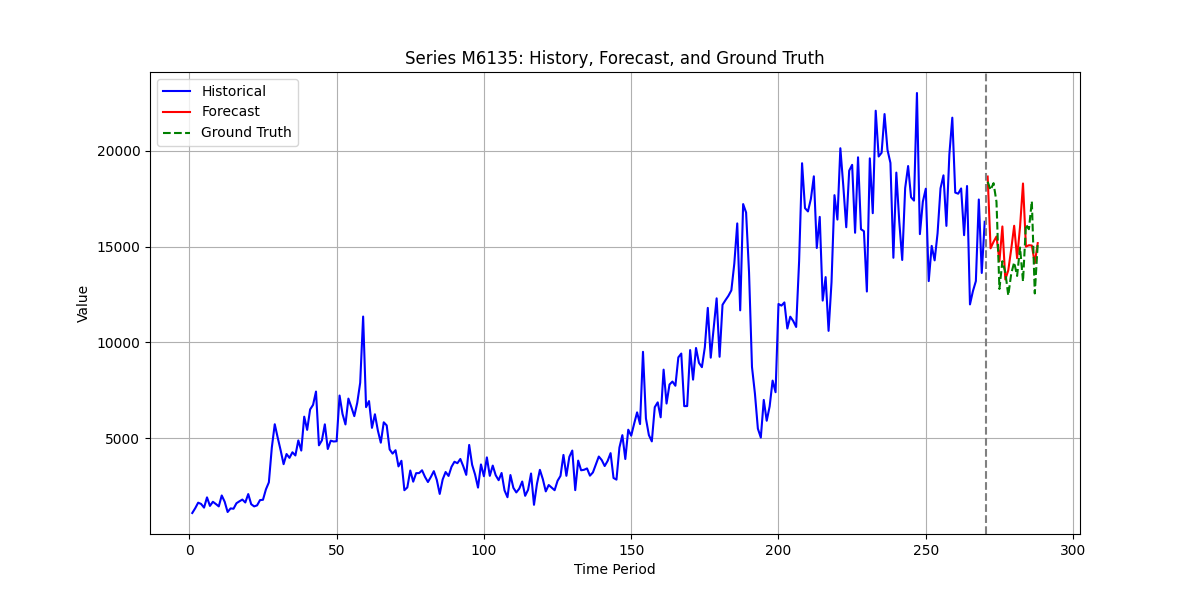 Series M6135: History, Forecast, and Ground Truth
Historical
Forecast
Ground Truth
20000
15000
10000
5000
Value
0 50 100 150 200 250 300
Time Period